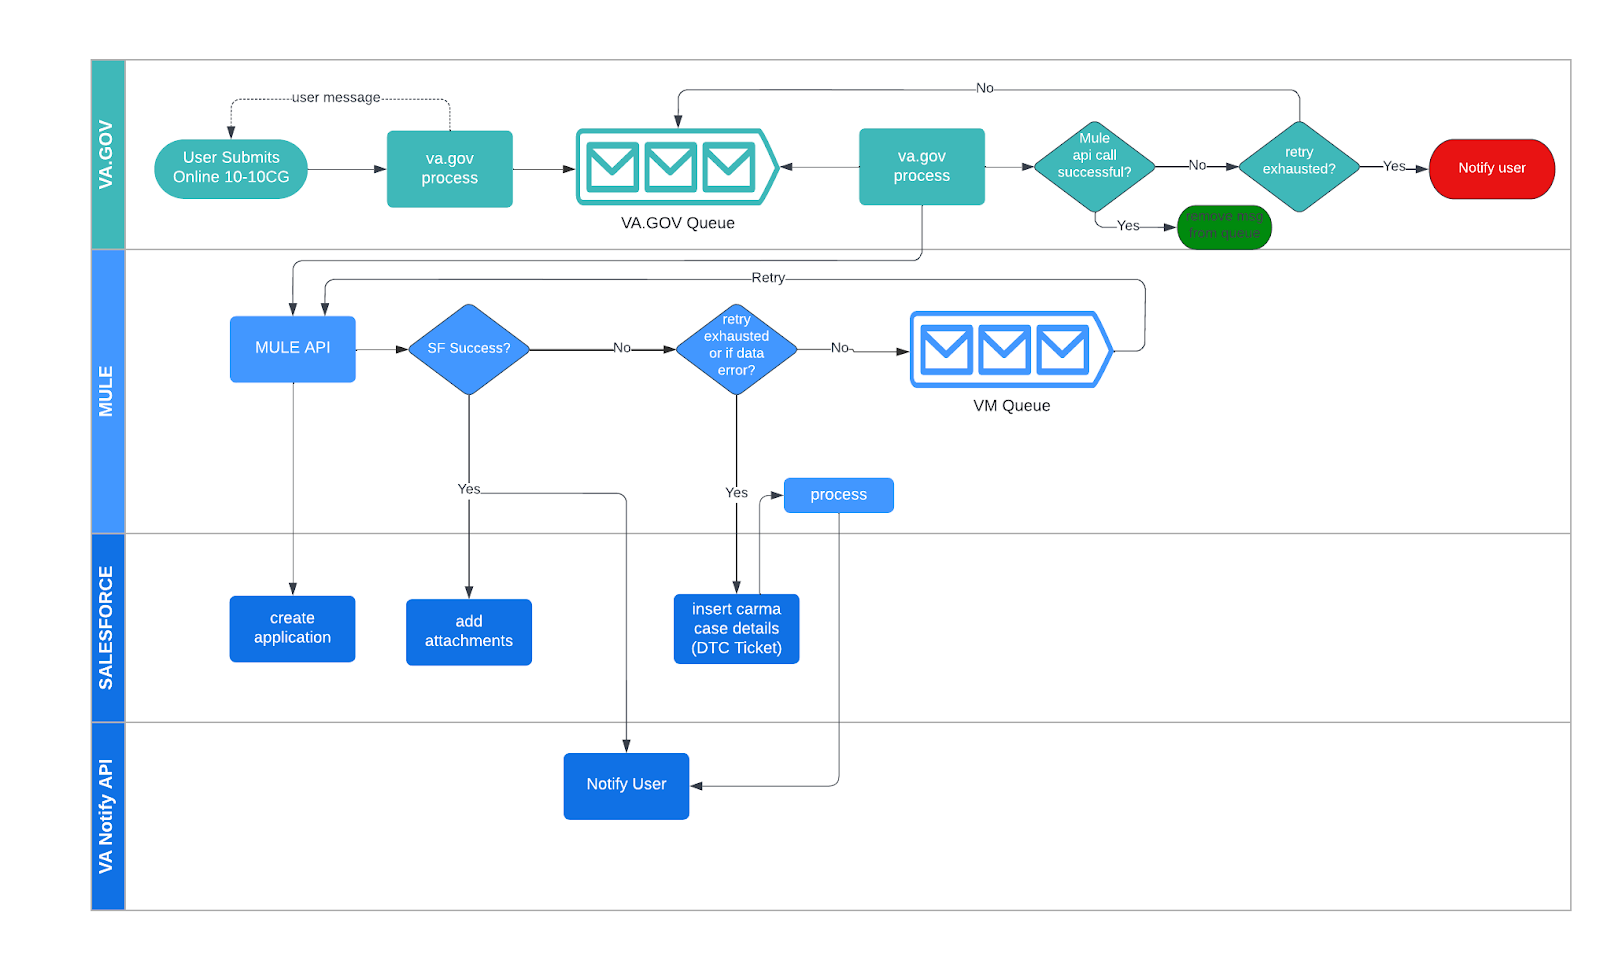 VA.GOV
user message
No
User Submits
Online 10-10CG
va.gov
process
VA.GOV Queue
va.gov
process
Mule
api call
successful?
No
retry
exhausted?
Yes
Notify user
Yes
remove msg
from queue
MULE
Retry
MULE API
SF Success?
No
retry
exhausted
or if data
error?
No
VM Queue
Yes
Yes
process
SALESFORCE
create
application
add
attachments
insert carma
case details
(DTC Ticket)
VA Notify API
Notify User